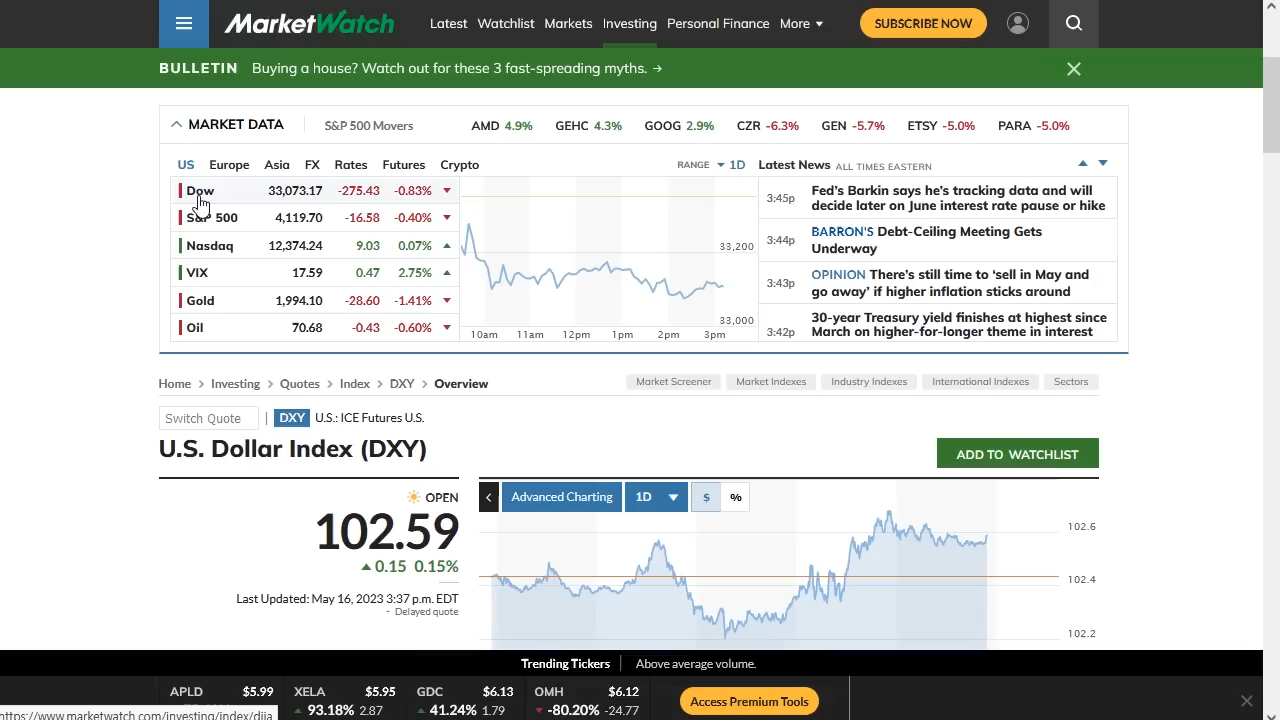 MarketWatch Latest Watchlist Markets Investing Personal Finance More SUBSCRIBE NOW
BULLETIN Buying a house? Watch out for these 3 fast-spreading myths. →
MARKET DATA S&P 500 Movers AMD 4.9% GEHC 4.3% GOOG 2.9% CZR -6.3% GEN -5.7% ETSY -5.0% PARA -5.0%
US Europe Asia FX Rates Futures Crypto RANGE 1D
Dow 33,073.17 -275.43 -0.83%
S&P 500 4,119.70 -16.58 -0.40%
Nasdaq 12,374.24 9.03 0.07%
VIX 17.59 0.47 2.75%
Gold 1,994.10 -28.60 -1.41%
Oil 70.68 -0.43 -0.60%
33,200
33,000
10am 11am 12pm 1pm 2pm 3pm
Latest News ALL TIMES EASTERN
3:45p Fed's Barkin says he's tracking data and will
decide later on June interest rate pause or hike
3:44p BARRON'S Debt-Ceiling Meeting Gets
Underway
3:43p OPINION There's still time to 'sell in May and
go away' if higher inflation sticks around
3:42p 30-year Treasury yield finishes at highest since
March on higher-for-longer theme in interest
Home > Investing > Quotes > Index > DXY > Overview Market Screener Market Indexes Industry Indexes International Indexes Sectors
Switch Quote | DXY U.S.: ICE Futures U.S.
U.S. Dollar Index (DXY) ADD TO WATCHLIST
OPEN
102.59
0.15 0.15%
Last Updated: May 16, 2023 3:37 p.m. EDT
- Delayed quote
Advanced Charting 1D $ %
102.6
102.4
102.2
Trending Tickers Above average volume.
APLD $5.99 XELA $5.95 GDC $6.13 OMH $6.12
93.18% 2.87 41.24% 1.79 -80.20% -24.77
Access Premium Tools
https://www.marketwatch.com/investing/index/djia